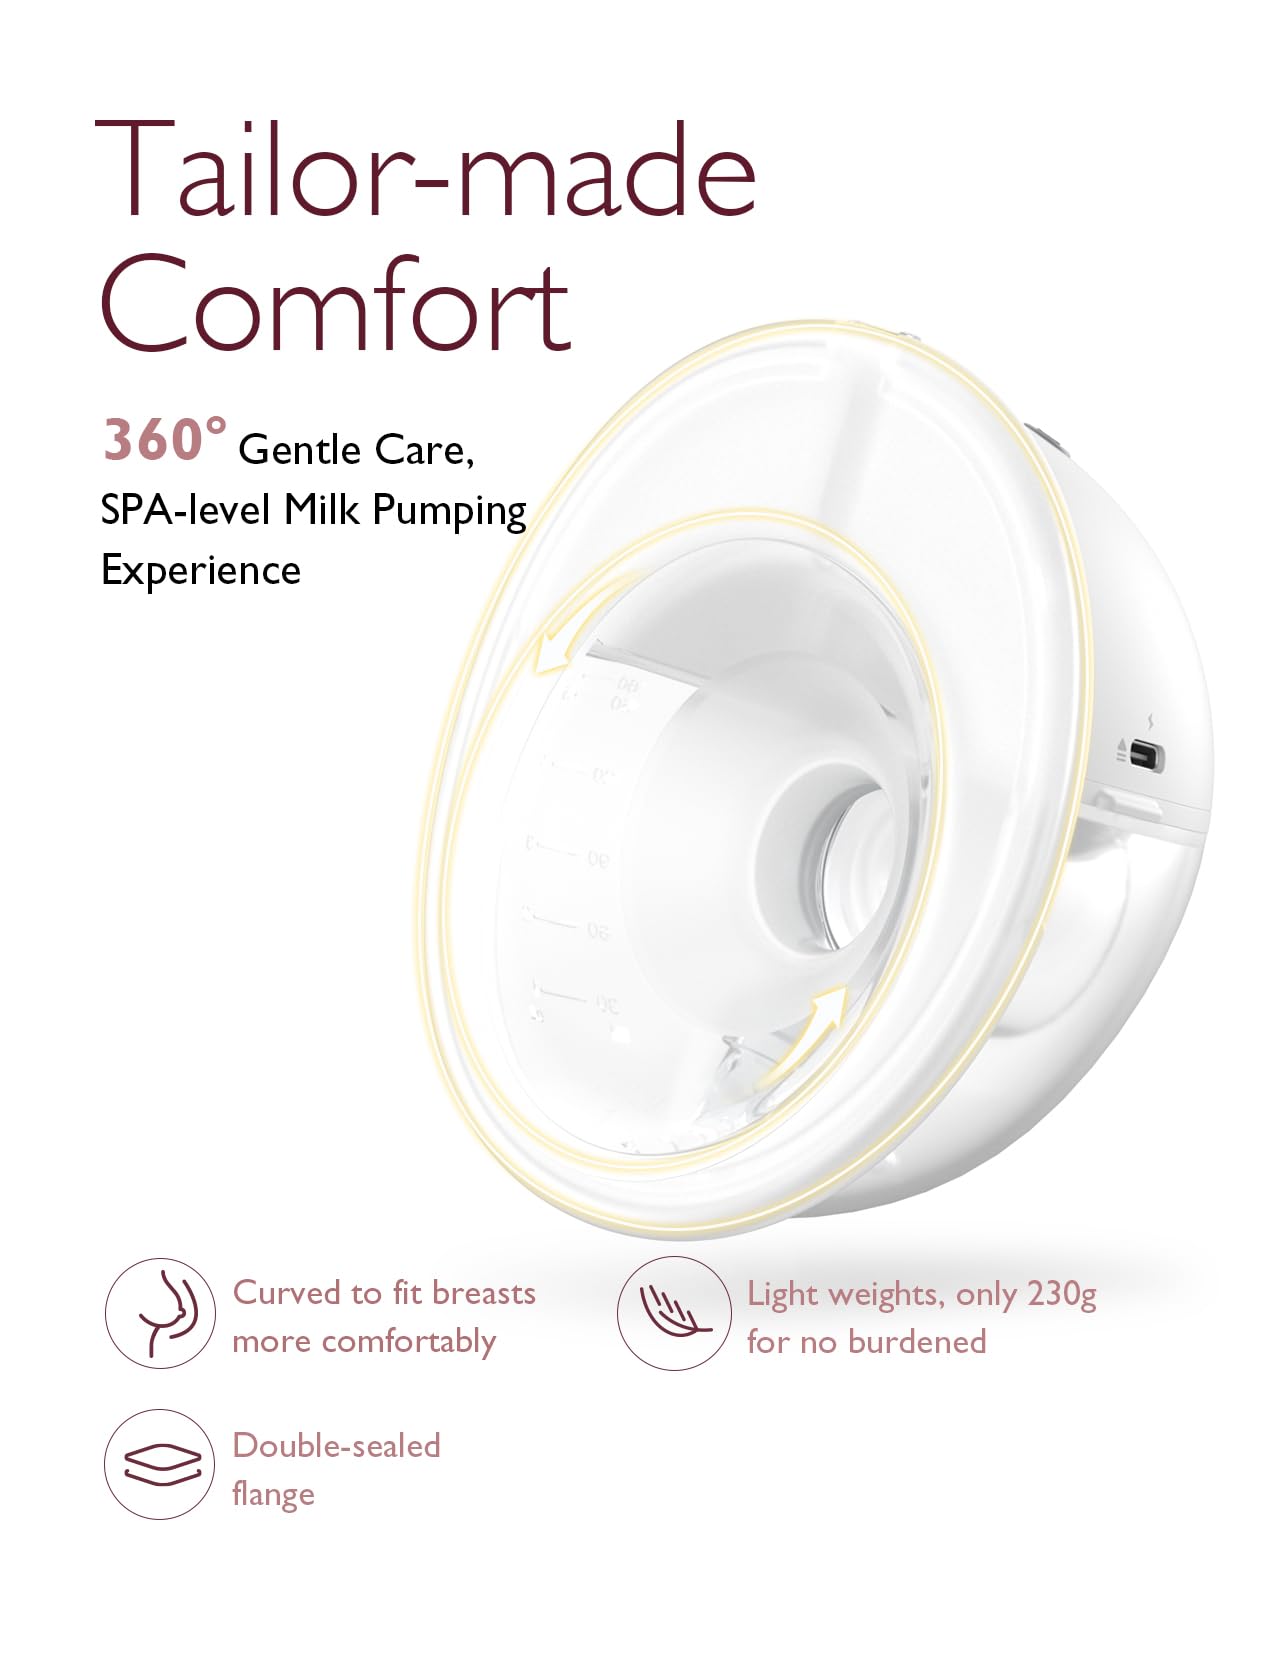 Tailor-made
Comfort
360° Gentle Care,
SPA-level Milk Pumping
Experience
Curved to fit breasts
more comfortably
Light weights, only 230g
for no burdened
Double-sealed
flange